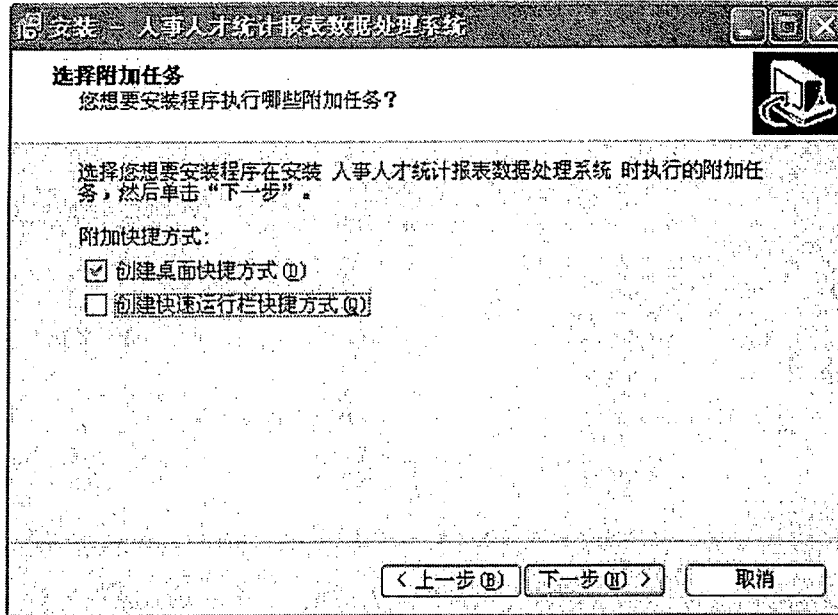 安装 - 人事人才统计报表数据处理系统
选择附加任务
您想要安装程序执行哪些附加任务？
选择您想要安装程序在安装 人事人才统计报表数据处理系统 时执行的附加任
务，然后单击“下一步”。
附加快捷方式:
创建桌面快捷方式(D)
创建快速运行栏快捷方式(Q)
< 上一步(B)
下一步(N) >
取消